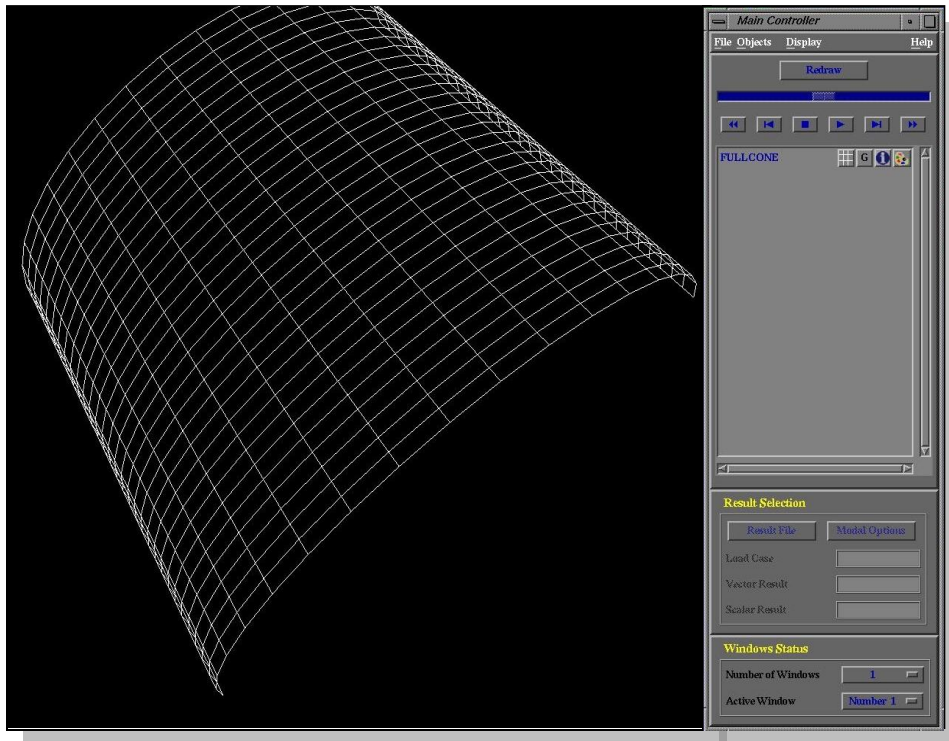 Main Controller
File Objects Display Help
Redraw
FULLCONE G
Result Selection
Result File Modal Options
Load Case
Vector Result
Scalar Result
Windows Status
Number of Windows 1
Active Window Number 1